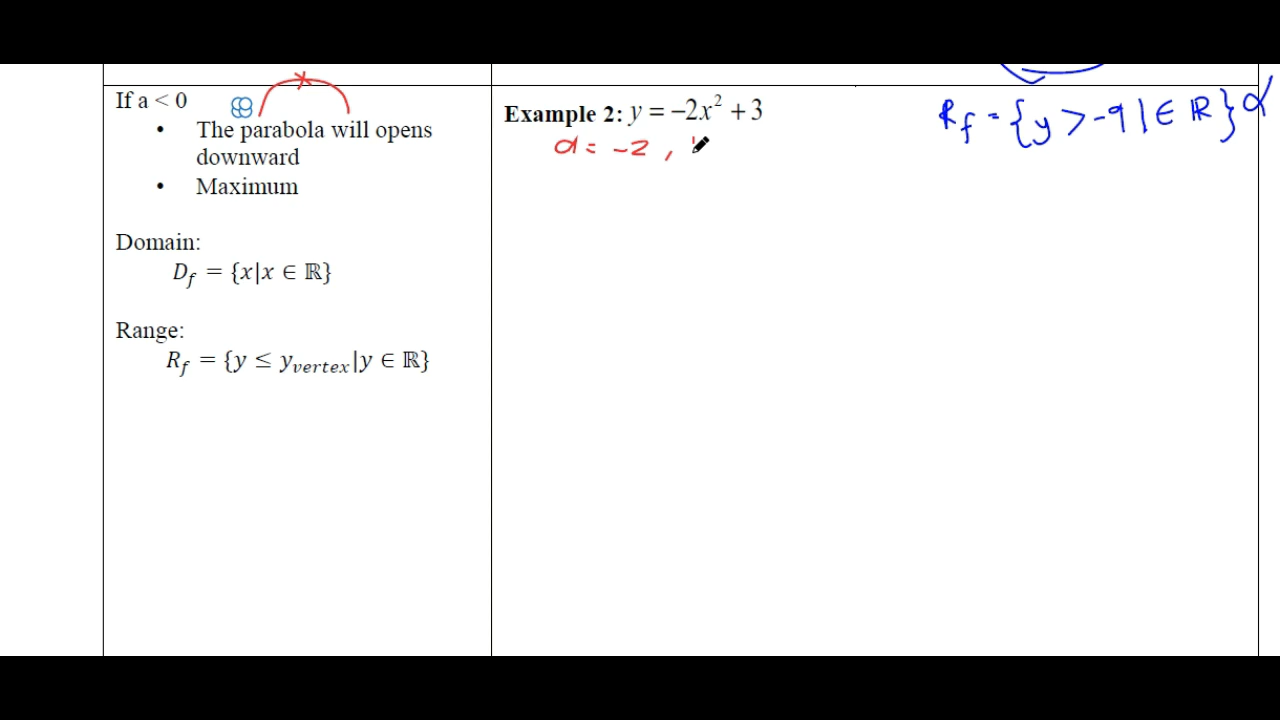 If a < 0
• The parabola will opens
downward
• Maximum
Domain:
D_f = {x|x ∈ ℝ}
Range:
R_f = {y ≤ y_vertex|y ∈ ℝ}
Example 2: y = −2x² + 3
a = -2 ,
R_f = {y > -9 | ∈ ℝ}